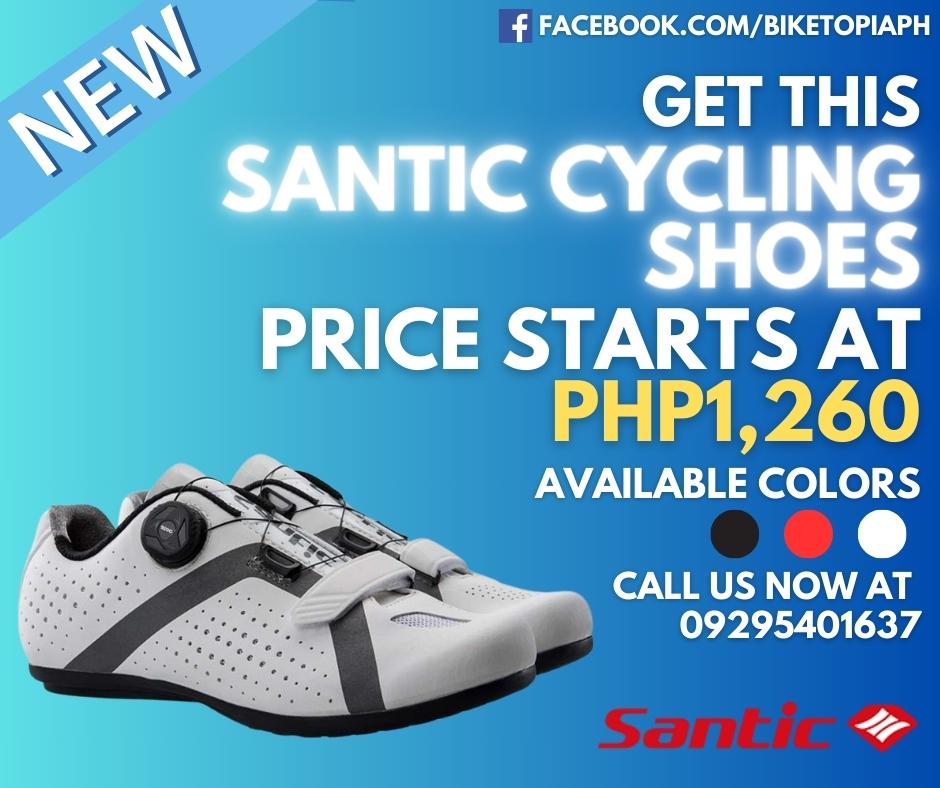 NEW
FACEBOOK.COM/BIKETOPIAPH
GET THIS
SANTIC CYCLING
SHOES
PRICE STARTS AT
PHP1,260
AVAILABLE COLORS
CALL US NOW AT
09295401637
Santic